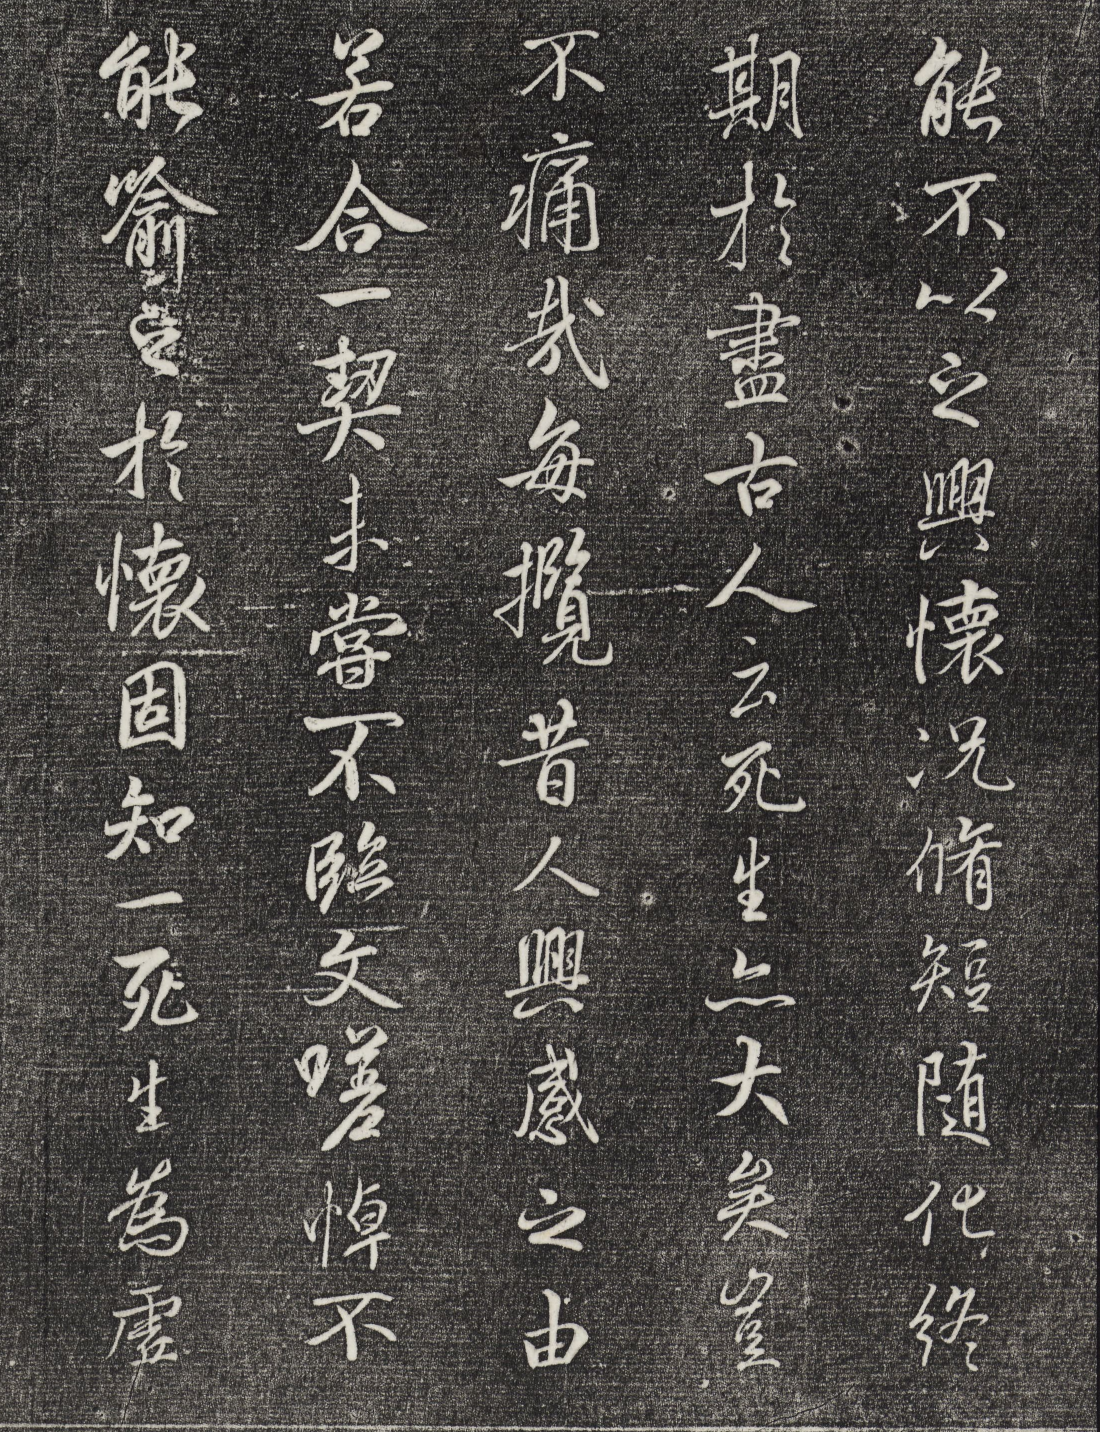 能不以之興懷况脩短随化終
期於盡古人云死生亦大矣豈
不痛哉每攬昔人興感之由
若合一契未嘗不臨文嗟悼不
能喻之於懷固知一死生為虛